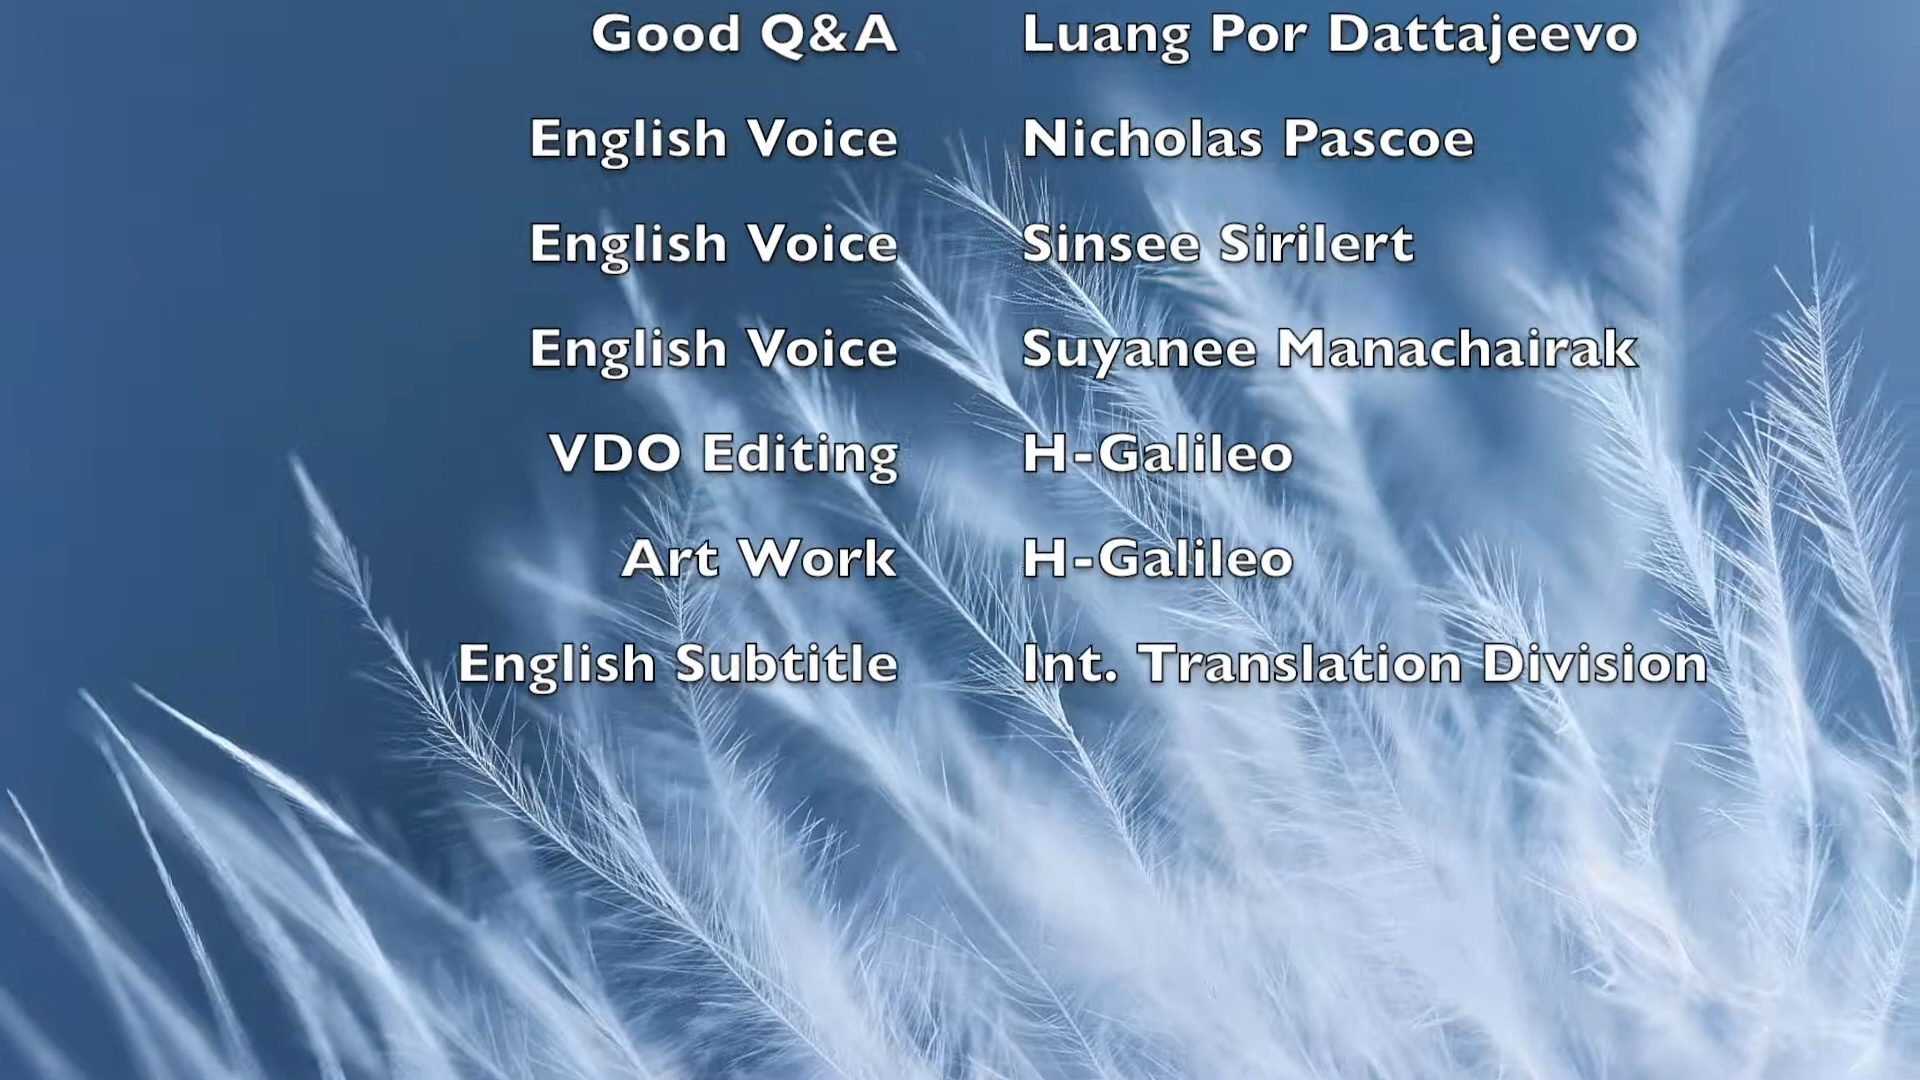 Good Q&A Luang Por Dattajeevo
English Voice Nicholas Pascoe
English Voice Sinsee Sirilert
English Voice Suyanee Manachairak
VDO Editing H-Galileo
Art Work H-Galileo
English Subtitle Int. Translation Division